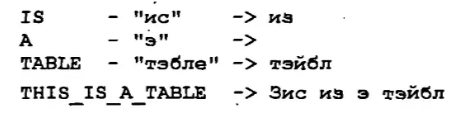 IS - "ис" -> из
A - "э" ->
TABLE - "тэбле" -> тэйбл
THIS_IS_A_TABLE -> Зис из э тэйбл